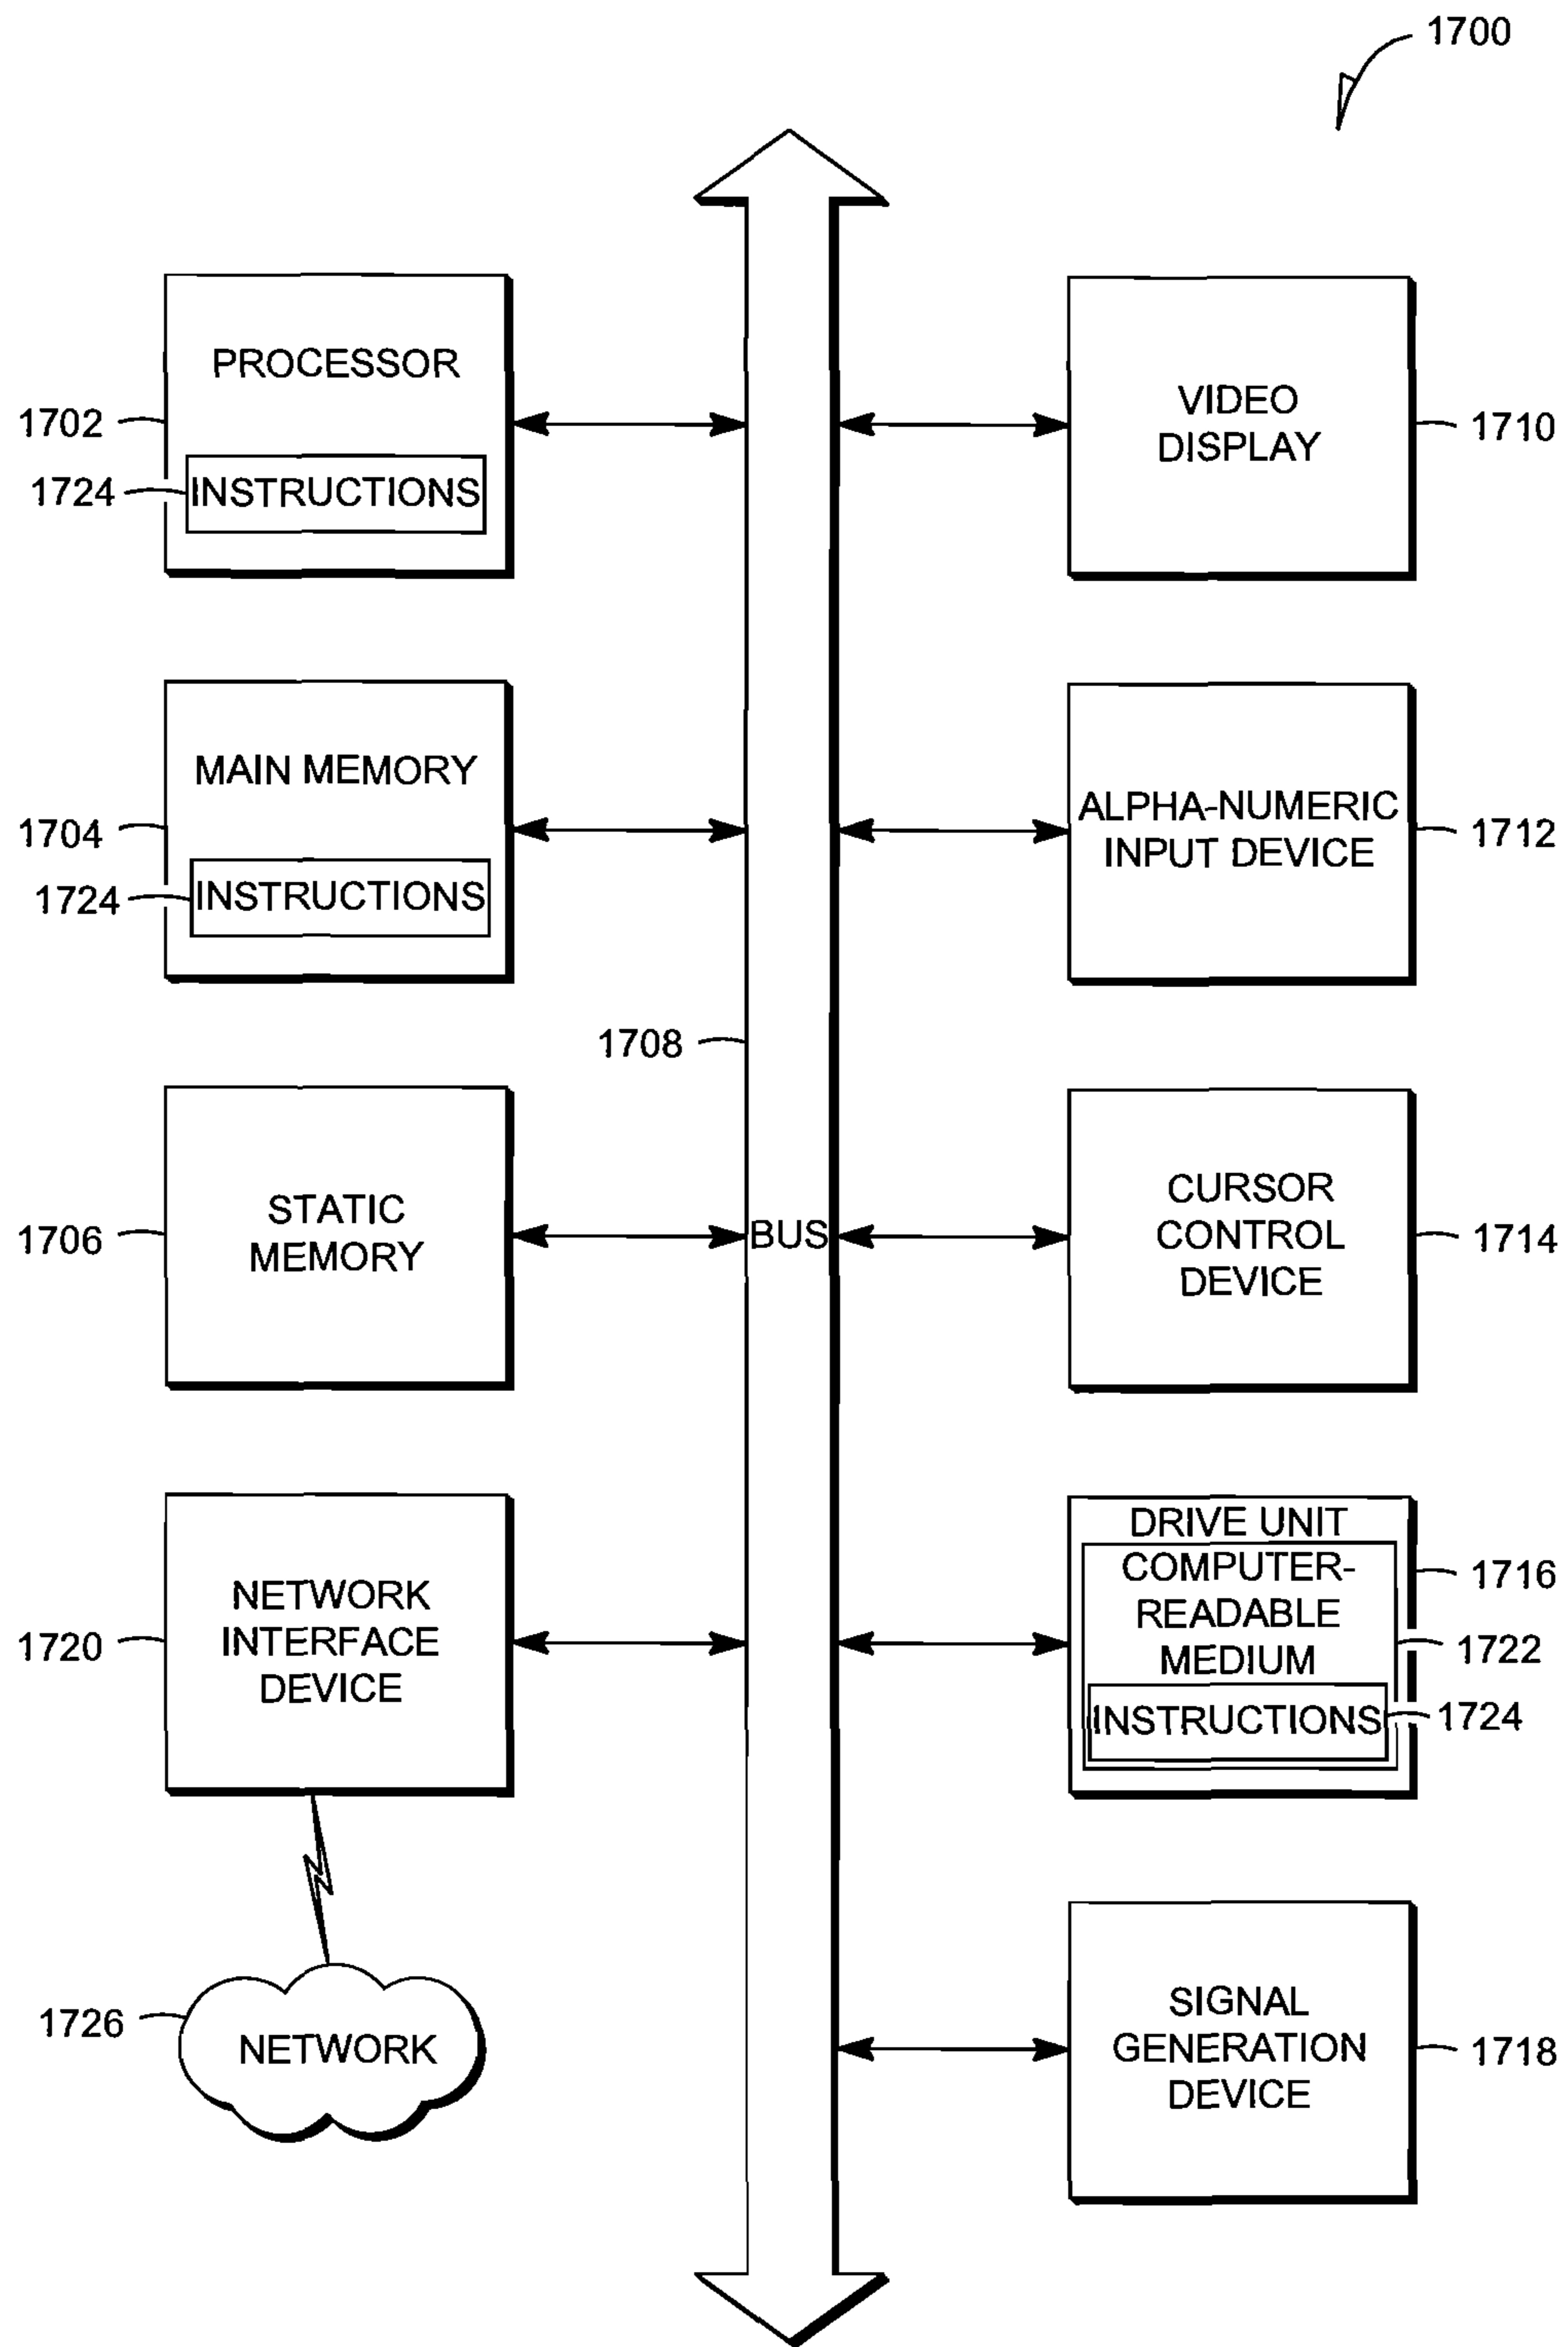 1700
PROCESSOR
1702
1724
INSTRUCTIONS
VIDEO
DISPLAY
1710
MAIN MEMORY
1704
1724
INSTRUCTIONS
ALPHA-NUMERIC
INPUT DEVICE
1712
1708
STATIC
MEMORY
1706
BUS
CURSOR
CONTROL
DEVICE
1714
NETWORK
INTERFACE
DEVICE
1720
DRIVE UNIT
COMPUTER-
READABLE
MEDIUM
INSTRUCTIONS
1716
1722
1724
1726
NETWORK
SIGNAL
GENERATION
DEVICE
1718